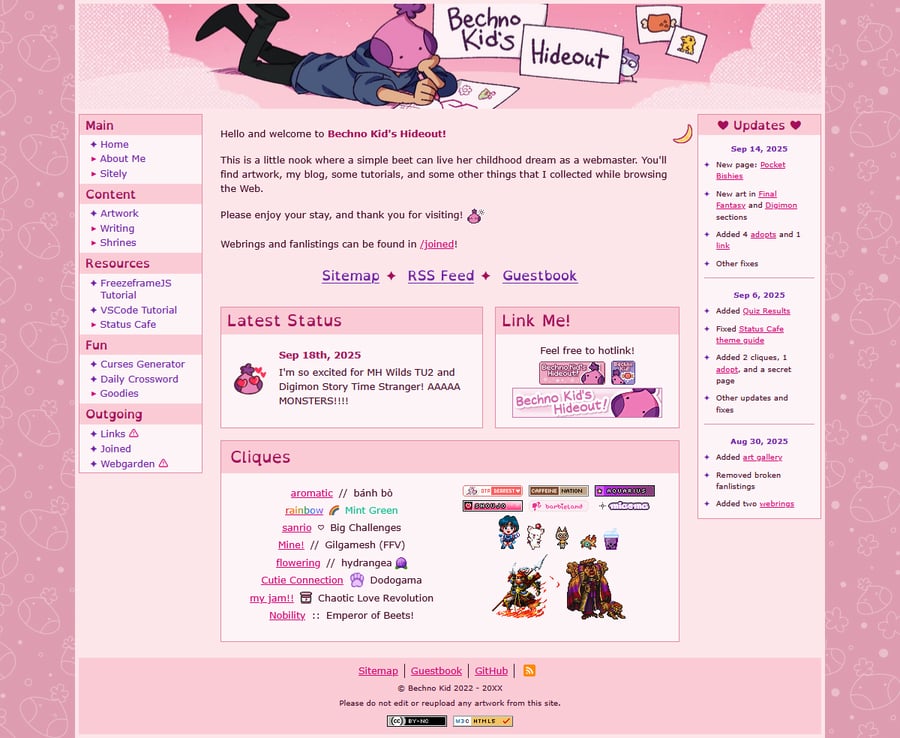 Bechno
Kid's
Hideout
Main
Home
About Me
Sitely
Content
Artwork
Writing
Shrines
Resources
FreezeframeJS
Tutorial
VSCode Tutorial
Status Cafe
Fun
Curses Generator
Daily Crossword
Goodies
Outgoing
Links
Joined
Webgarden
Hello and welcome to Bechno Kid's Hideout!
This is a little nook where a simple beet can live her childhood dream as a webmaster. You'll
find artwork, my blog, some tutorials, and some other things that I collected while browsing
the Web.
Please enjoy your stay, and thank you for visiting!
Webrings and fanlistings can be found in /joined!
Sitemap ✦ RSS Feed ✦ Guestbook
Latest Status
Sep 18th, 2025
I'm so excited for MH Wilds TU2 and
Digimon Story Time Stranger! AAAAA
MONSTERS!!!!
Link Me!
Feel free to hotlink!
Bechno Kid's
Hideout!
Bechno Kid's
Hideout!
Cliques
aromatic // bánh bò
rainbow 🌈 Mint Green
sanrio ♡ Big Challenges
Mine! // Gilgamesh (FFV)
flowering // hydrangea
Cutie Connection Dodogama
my jam!! Chaotic Love Revolution
Nobility :: Emperor of Beets!
CAFFEINE NATION
AQUARIUS
SHOUJO
barbieland
♥ Updates ♥
Sep 14, 2025
New page: Pocket
Bishies
New art in Final
Fantasy and Digimon
sections
Added 4 adopts and 1
link
Other fixes
Sep 6, 2025
Added Quiz Results
Fixed Status Cafe
theme guide
Added 2 cliques, 1
adopt, and a secret
page
Other updates and
fixes
Aug 30, 2025
Added art gallery
Removed broken
fanlistings
Added two webrings
Sitemap | Guestbook | GitHub |
© Bechno Kid 2022 - 20XX
Please do not edit or reupload any artwork from this site.
(cc) BY-NC
W3C HTML5